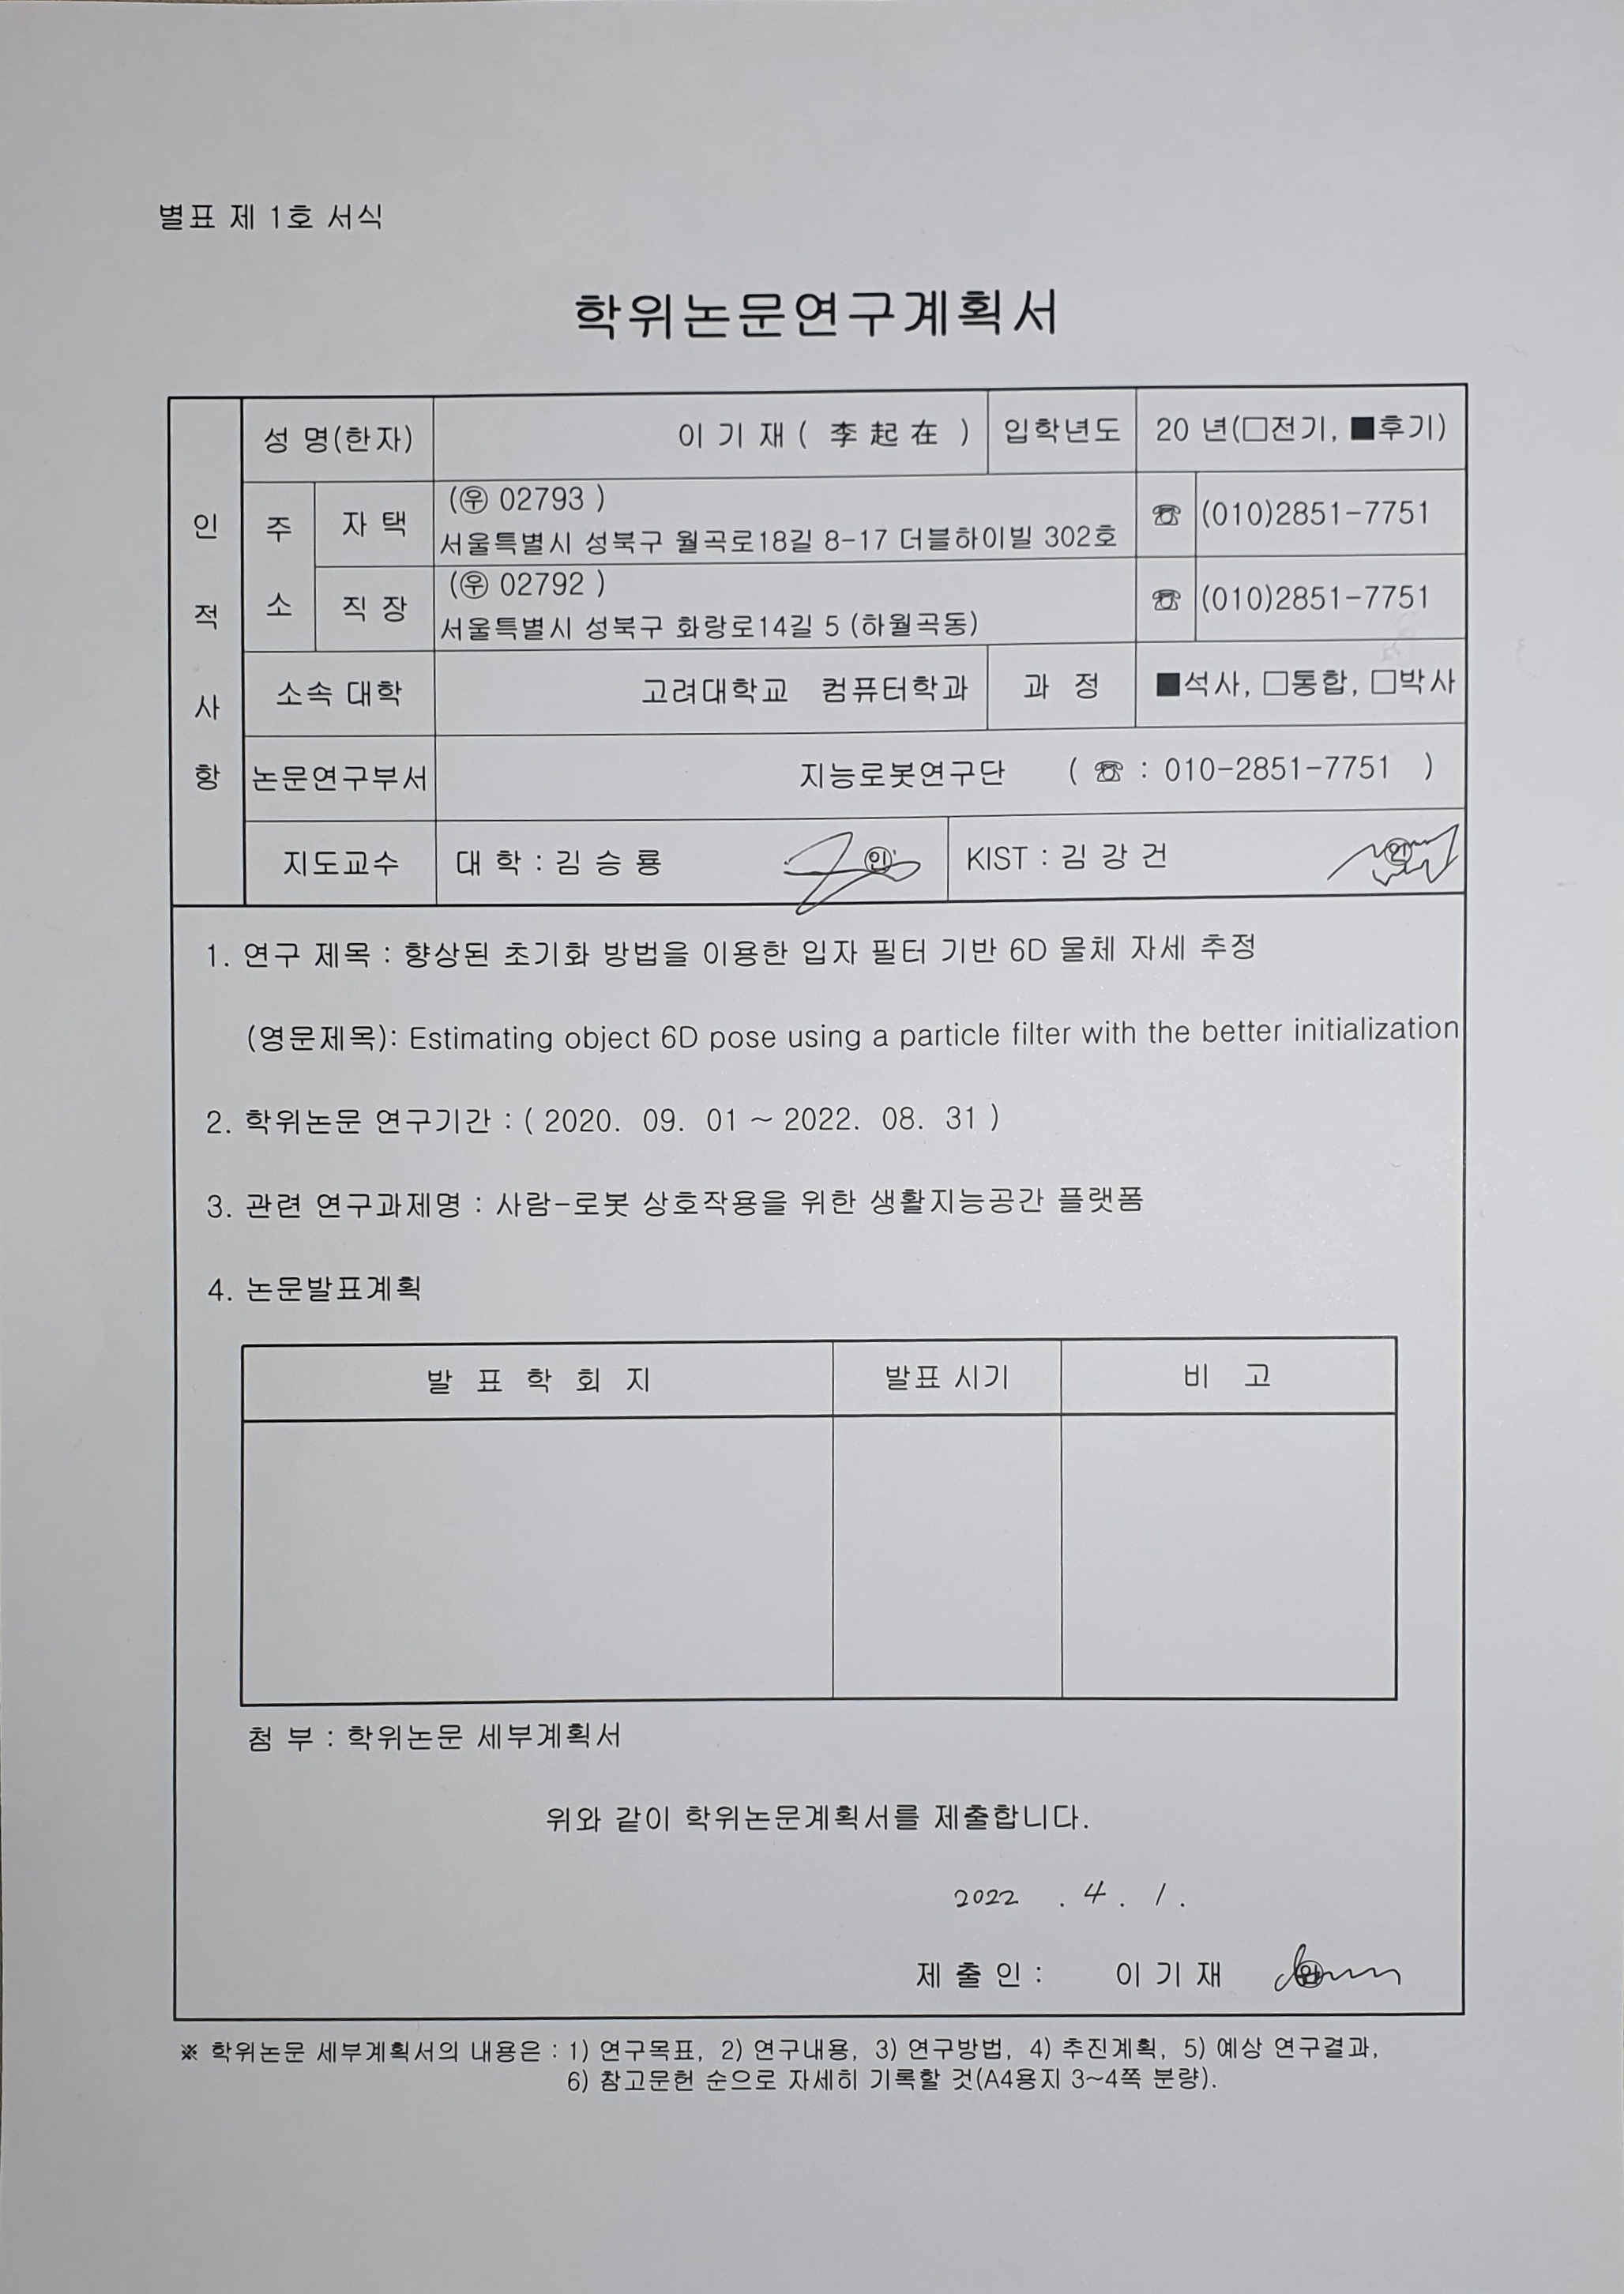 별표 제 1호 서식
학위논문연구계획서
인적사항
성 명(한자) 이 기 재 ( 李 起 在 ) 입학년도 20 년(□전기, ■후기)
주소 자 택 (㉾ 02793 ) ☏ (010)2851-7751
서울특별시 성북구 월곡로18길 8-17 더블하이빌 302호
직 장 (㉾ 02792 ) ☏ (010)2851-7751
서울특별시 성북구 화랑로14길 5 (하월곡동)
소속 대학 고려대학교 컴퓨터학과 과 정 ■석사, □통합, □박사
논문연구부서 지능로봇연구단 ( ☏ : 010-2851-7751 )
지도교수 대 학 : 김 승 룡 ㊞ KIST : 김 강 건 ㊞
1. 연구 제목 : 향상된 초기화 방법을 이용한 입자 필터 기반 6D 물체 자세 추정
(영문제목): Estimating object 6D pose using a particle filter with the better initialization
2. 학위논문 연구기간 : ( 2020. 09. 01 ~ 2022. 08. 31 )
3. 관련 연구과제명 : 사람-로봇 상호작용을 위한 생활지능공간 플랫폼
4. 논문발표계획
발 표 학 회 지 발표 시기 비 고
첨 부 : 학위논문 세부계획서
위와 같이 학위논문계획서를 제출합니다.
2022 . 4 . 1 .
제 출 인 : 이 기 재 ㊞
※ 학위논문 세부계획서의 내용은 : 1) 연구목표, 2) 연구내용, 3) 연구방법, 4) 추진계획, 5) 예상 연구결과,
6) 참고문헌 순으로 자세히 기록할 것(A4용지 3~4쪽 분량).